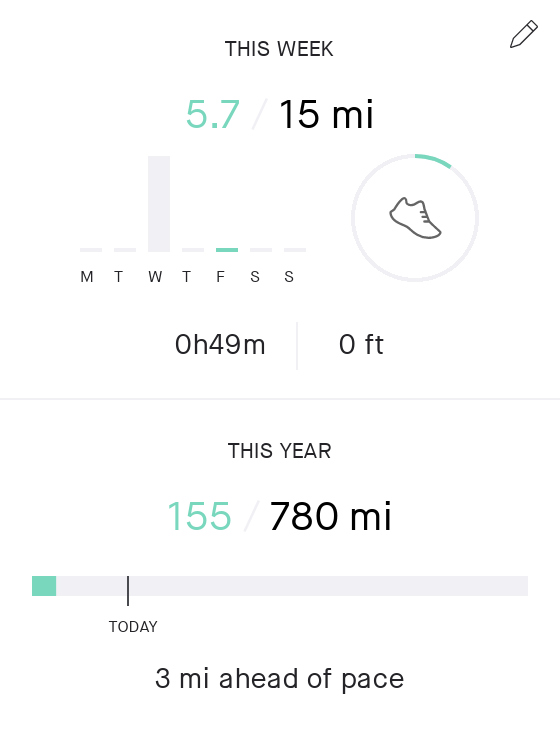 THIS WEEK
5.7 / 15 mi
M T W T F S S
0h49m 0 ft
THIS YEAR
155 / 780 mi
TODAY
3 mi ahead of pace